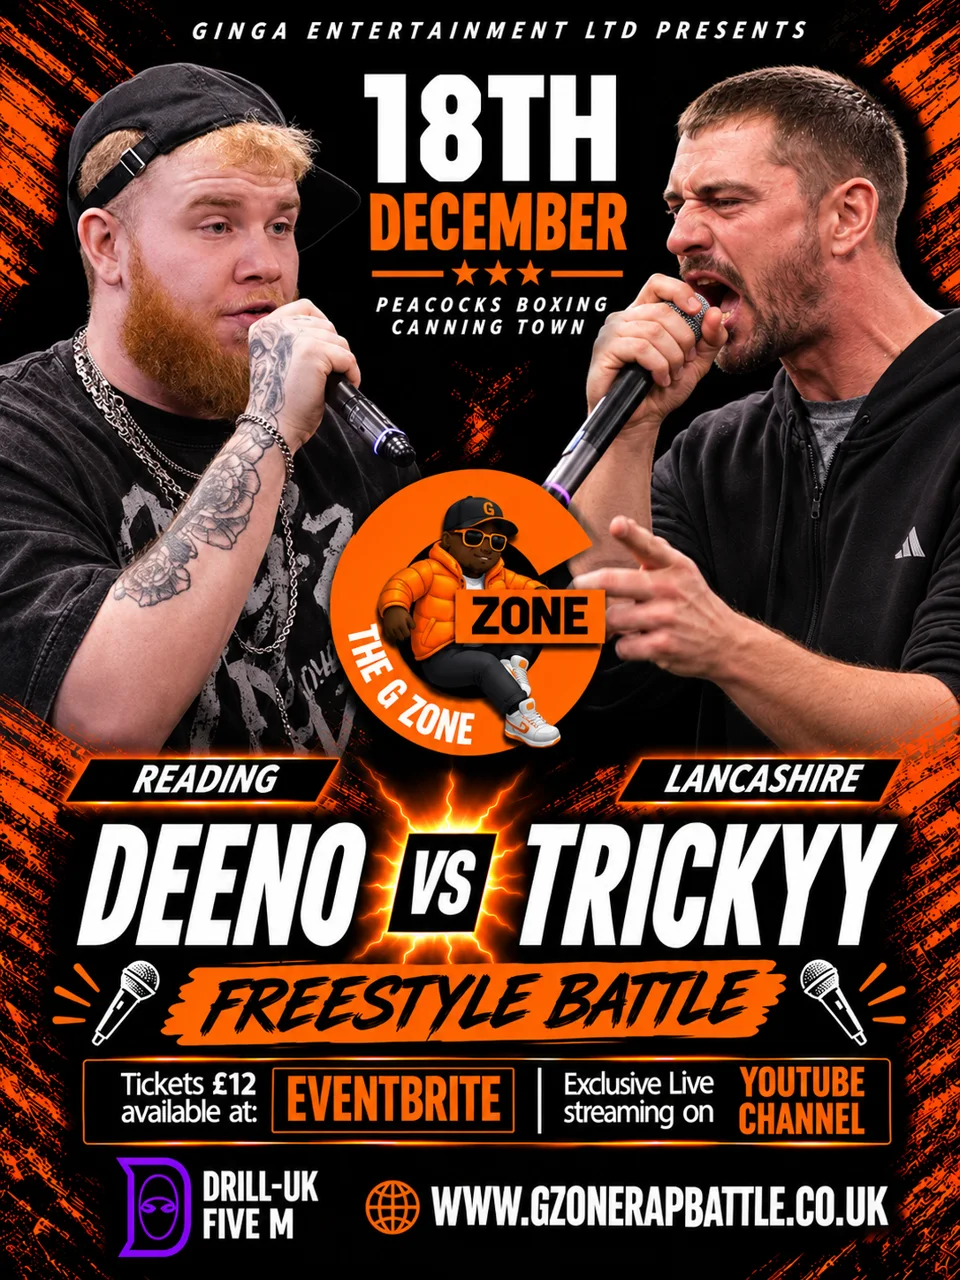 GINGA ENTERTAINMENT LTD PRESENTS
18TH
DECEMBER
PEACOCKS BOXING
CANNING TOWN
G
ZONE
THE G ZONE
READING
LANCASHIRE
DEENO VS TRICKYY
FREESTYLE BATTLE
Tickets £12
available at:
EVENTBRITE
Exclusive Live
streaming on
YOUTUBE
CHANNEL
DRILL-UK
FIVE M
WWW.GZONERAPBATTLE.CO.UK